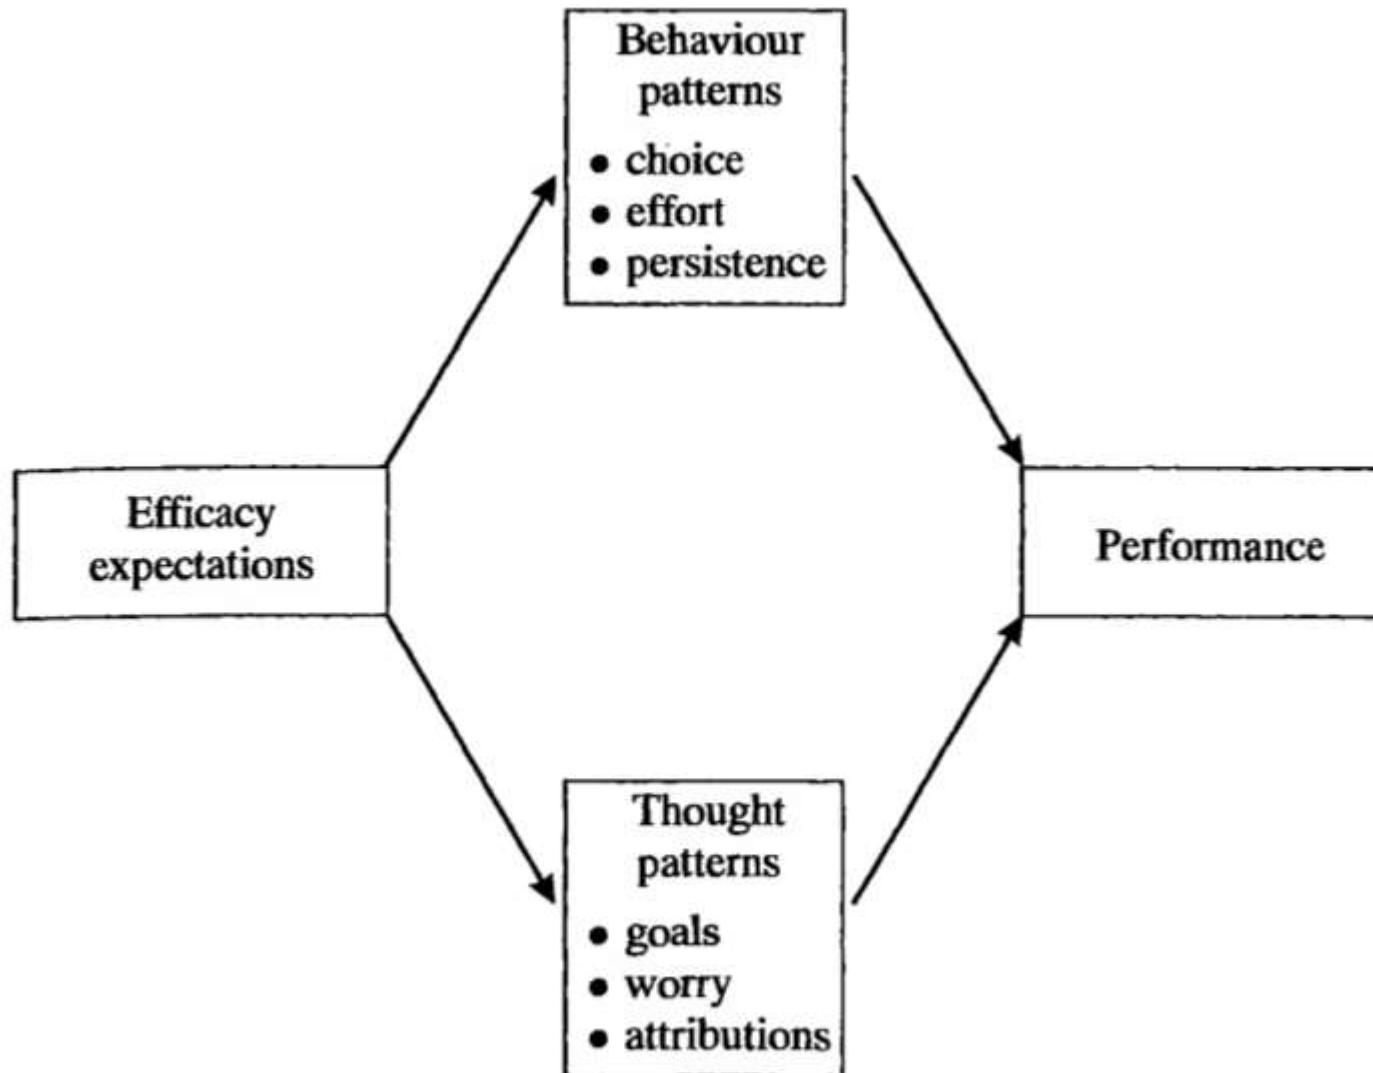 Behaviour
patterns
• choice
• effort
• persistence
Efficacy
expectations
Performance
Thought
patterns
• goals
• worry
• attributions